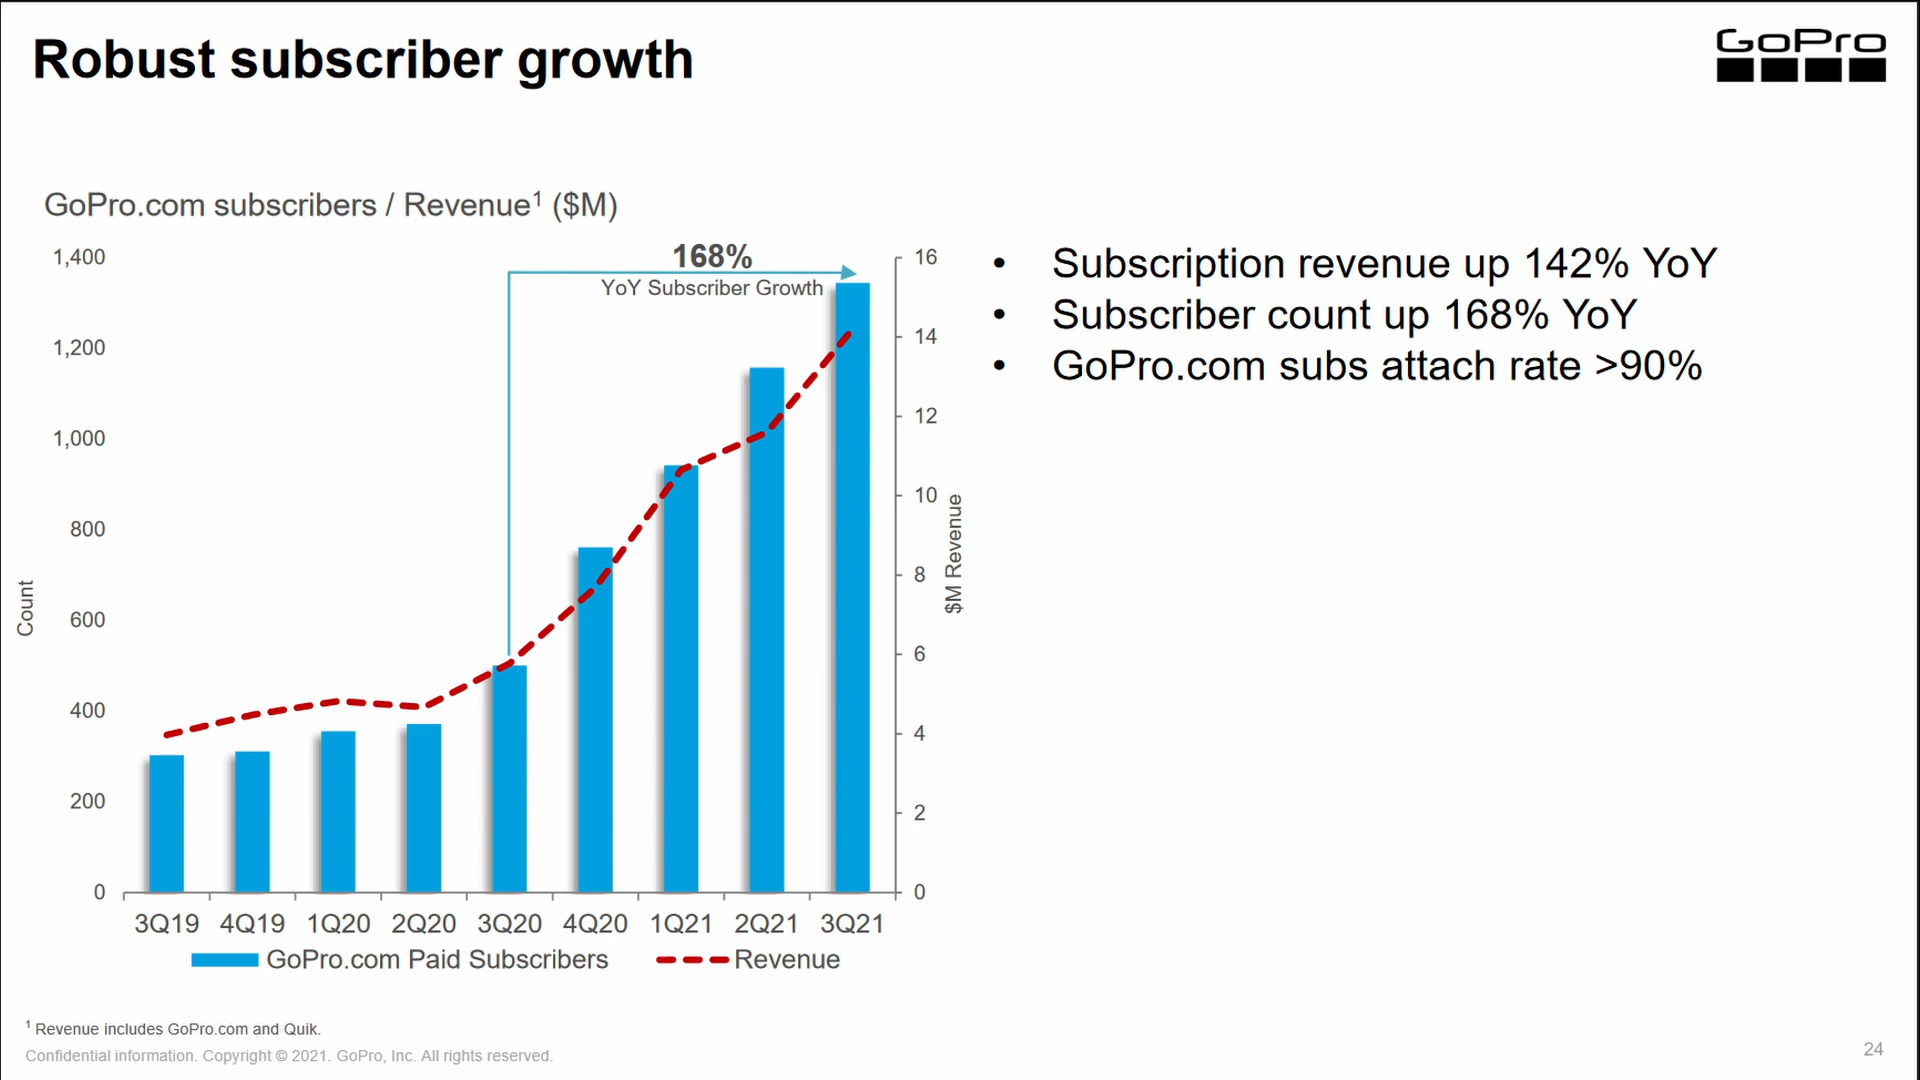 Robust subscriber growth
GoPro
GoPro.com subscribers / Revenue¹ ($M)
1,400
1,200
1,000
800
600
400
200
0
Count
168%
YoY Subscriber Growth
16
14
12
10
8
6
4
2
0
$M Revenue
3Q19 4Q19 1Q20 2Q20 3Q20 4Q20 1Q21 2Q21 3Q21
GoPro.com Paid Subscribers Revenue
• Subscription revenue up 142% YoY
• Subscriber count up 168% YoY
• GoPro.com subs attach rate >90%
¹ Revenue includes GoPro.com and Quik.
Confidential information. Copyright © 2021. GoPro, Inc. All rights reserved.
24